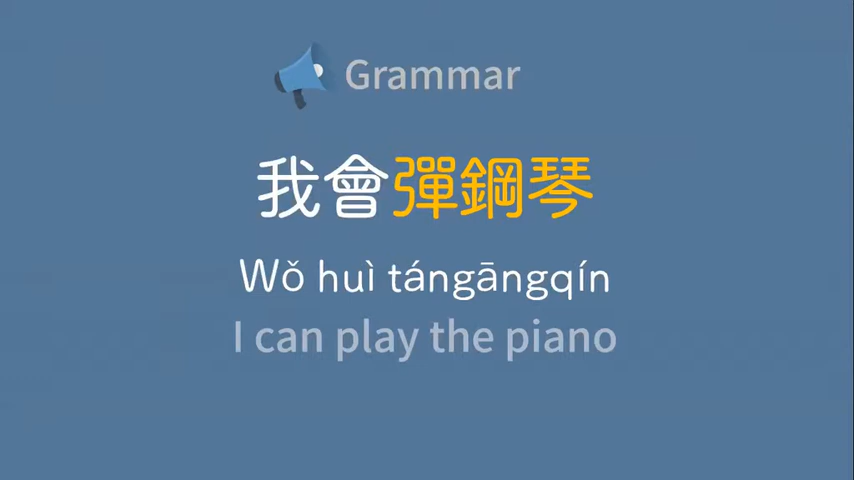 Grammar
我會彈鋼琴
Wǒ huì tángāngqín
I can play the piano